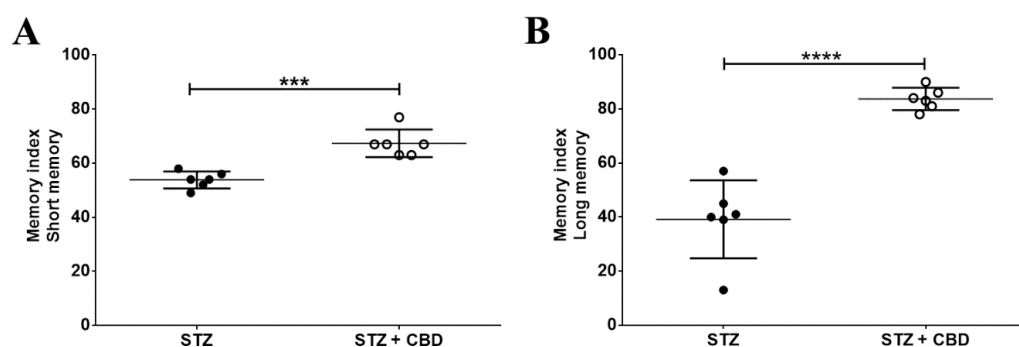 A
100
80
60
40
20
0
Memory index
Short memory
***
STZ
STZ + CBD
B
100
80
60
40
20
0
Memory index
Long memory
****
STZ
STZ + CBD